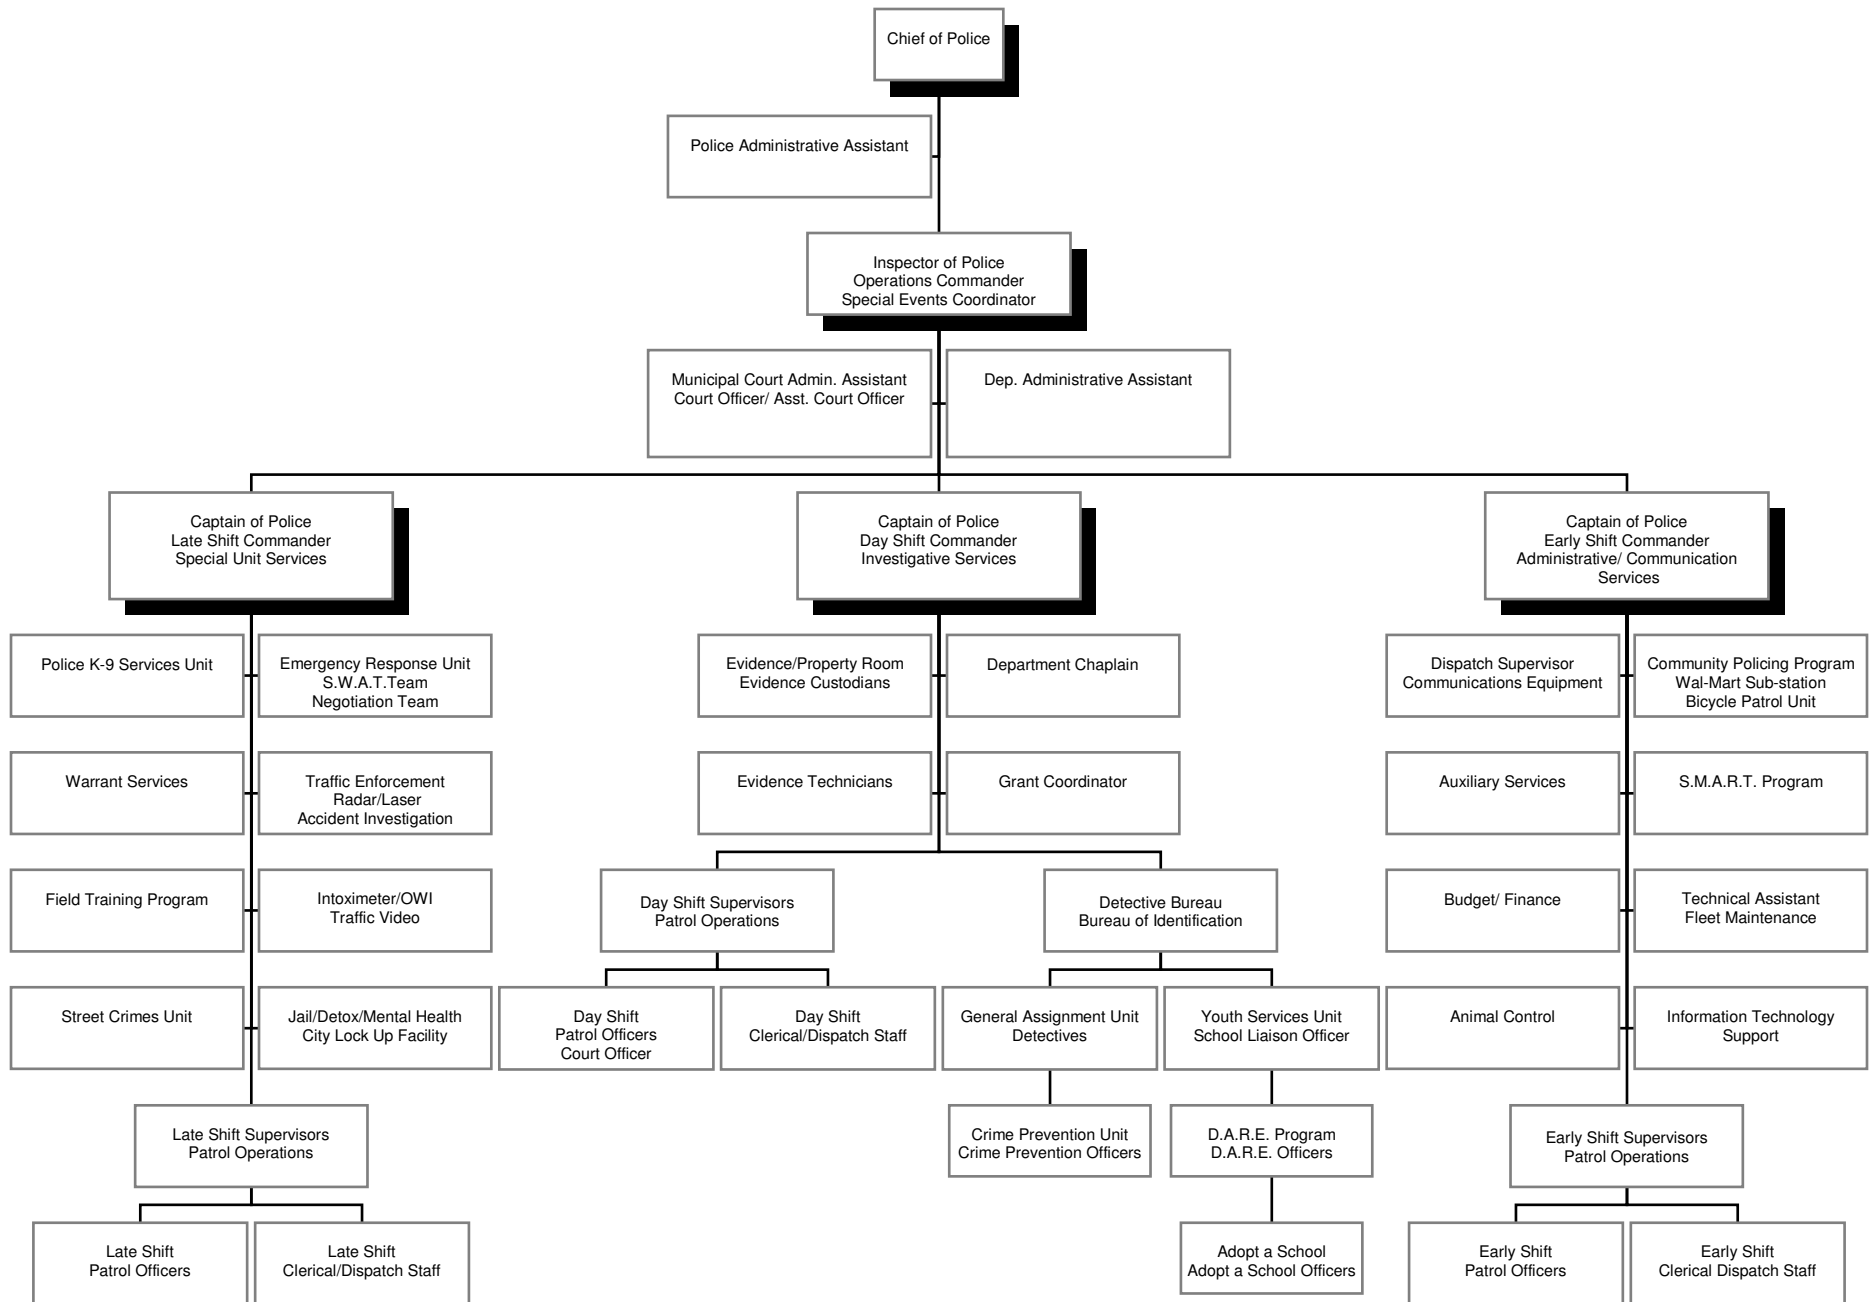 Chief of Police
Police Administrative Assistant
Inspector of Police
Operations Commander
Special Events Coordinator
Municipal Court Admin. Assistant
Court Officer/ Asst. Court Officer
Dep. Administrative Assistant
Captain of Police
Late Shift Commander
Special Unit Services
Captain of Police
Day Shift Commander
Investigative Services
Captain of Police
Early Shift Commander
Administrative/ Communication
Services
Police K-9 Services Unit
Emergency Response Unit
S.W.A.T.Team
Negotiation Team
Evidence/Property Room
Evidence Custodians
Department Chaplain
Dispatch Supervisor
Communications Equipment
Community Policing Program
Wal-Mart Sub-station
Bicycle Patrol Unit
Warrant Services
Traffic Enforcement
Radar/Laser
Accident Investigation
Evidence Technicians
Grant Coordinator
Auxiliary Services
S.M.A.R.T. Program
Field Training Program
Intoximeter/OWI
Traffic Video
Day Shift Supervisors
Patrol Operations
Detective Bureau
Bureau of Identification
Budget/ Finance
Technical Assistant
Fleet Maintenance
Street Crimes Unit
Jail/Detox/Mental Health
City Lock Up Facility
Day Shift
Patrol Officers
Court Officer
Day Shift
Clerical/Dispatch Staff
General Assignment Unit
Detectives
Youth Services Unit
School Liaison Officer
Animal Control
Information Technology
Support
Late Shift Supervisors
Patrol Operations
Crime Prevention Unit
Crime Prevention Officers
D.A.R.E. Program
D.A.R.E. Officers
Early Shift Supervisors
Patrol Operations
Late Shift
Patrol Officers
Late Shift
Clerical/Dispatch Staff
Adopt a School
Adopt a School Officers
Early Shift
Patrol Officers
Early Shift
Clerical Dispatch Staff